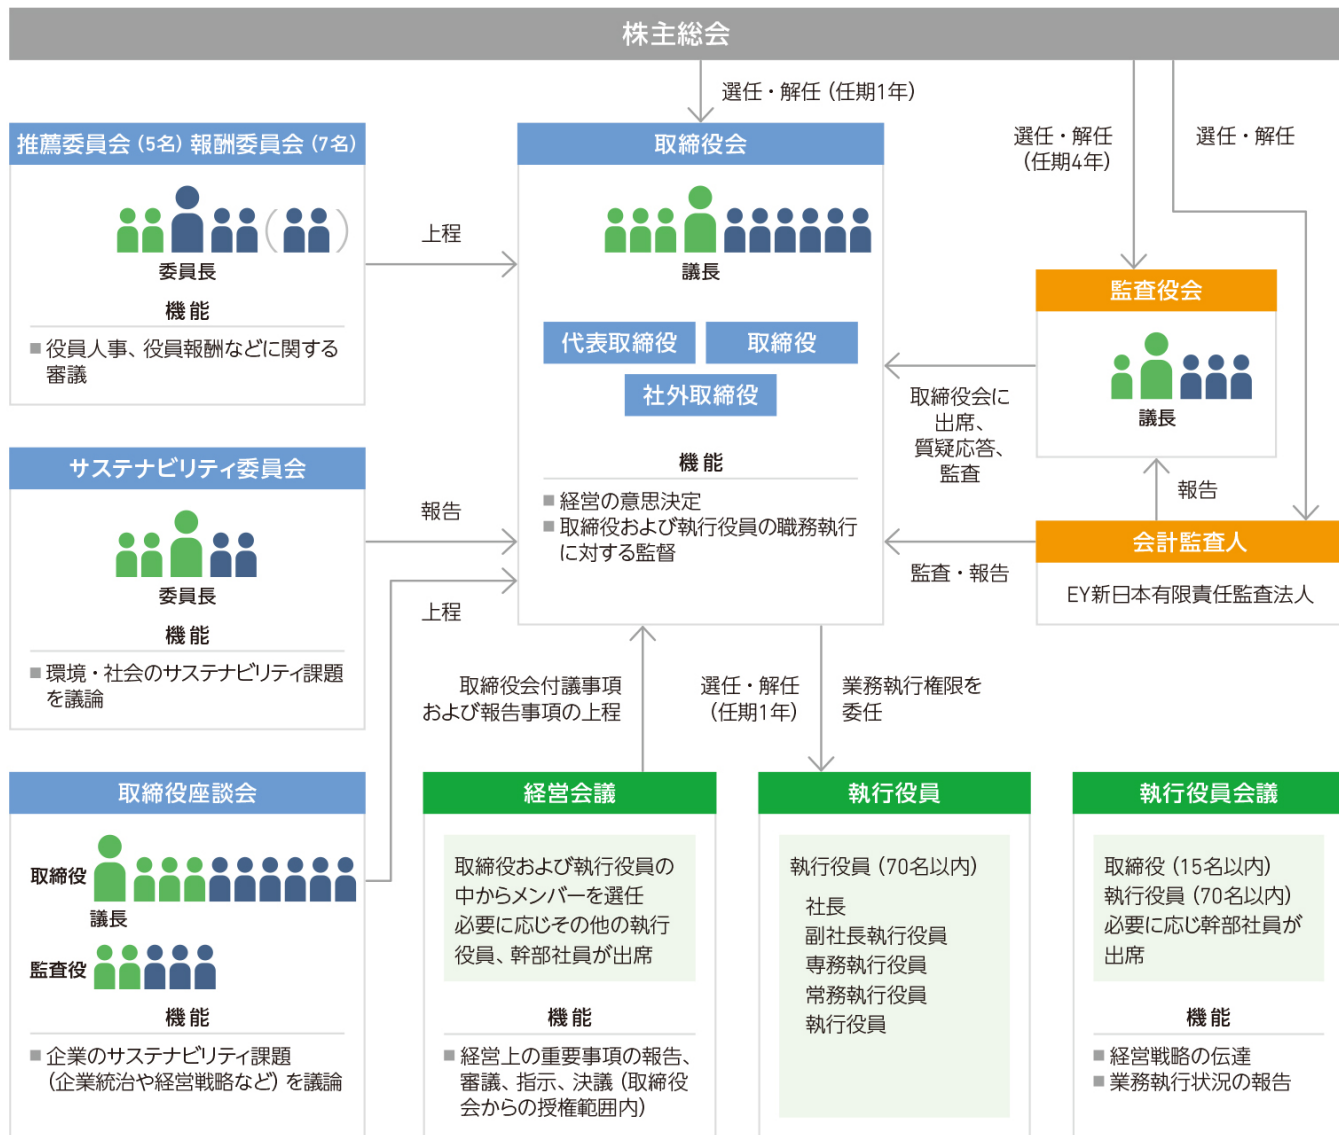 株主総会
選任・解任 (任期1年)
選任・解任
(任期4年)
選任・解任
推薦委員会 (5名) 報酬委員会 (7名)
委員長
機能
■ 役員人事、役員報酬などに関する
審議
上程
取締役会
議長
代表取締役
取締役
社外取締役
機能
■ 経営の意思決定
■ 取締役および執行役員の職務執行
に対する監督
監査役会
議長
取締役会に
出席、
質疑応答、
監査
報告
会計監査人
EY新日本有限責任監査法人
監査・報告
サステナビリティ委員会
委員長
機能
■ 環境・社会のサステナビリティ課題
を議論
報告
上程
取締役会付議事項
および報告事項の上程
選任・解任
(任期1年)
業務執行権限を
委任
取締役座談会
取締役
議長
監査役
機能
■ 企業のサステナビリティ課題
(企業統治や経営戦略など) を議論
経営会議
取締役および執行役員の
中からメンバーを選任
必要に応じその他の執行
役員、幹部社員が出席
機能
■ 経営上の重要事項の報告、
審議、指示、決議 (取締役
会からの授権範囲内)
執行役員
執行役員 (70名以内)
社長
副社長執行役員
専務執行役員
常務執行役員
執行役員
執行役員会議
取締役 (15名以内)
執行役員 (70名以内)
必要に応じ幹部社員が
出席
機能
■ 経営戦略の伝達
■ 業務執行状況の報告